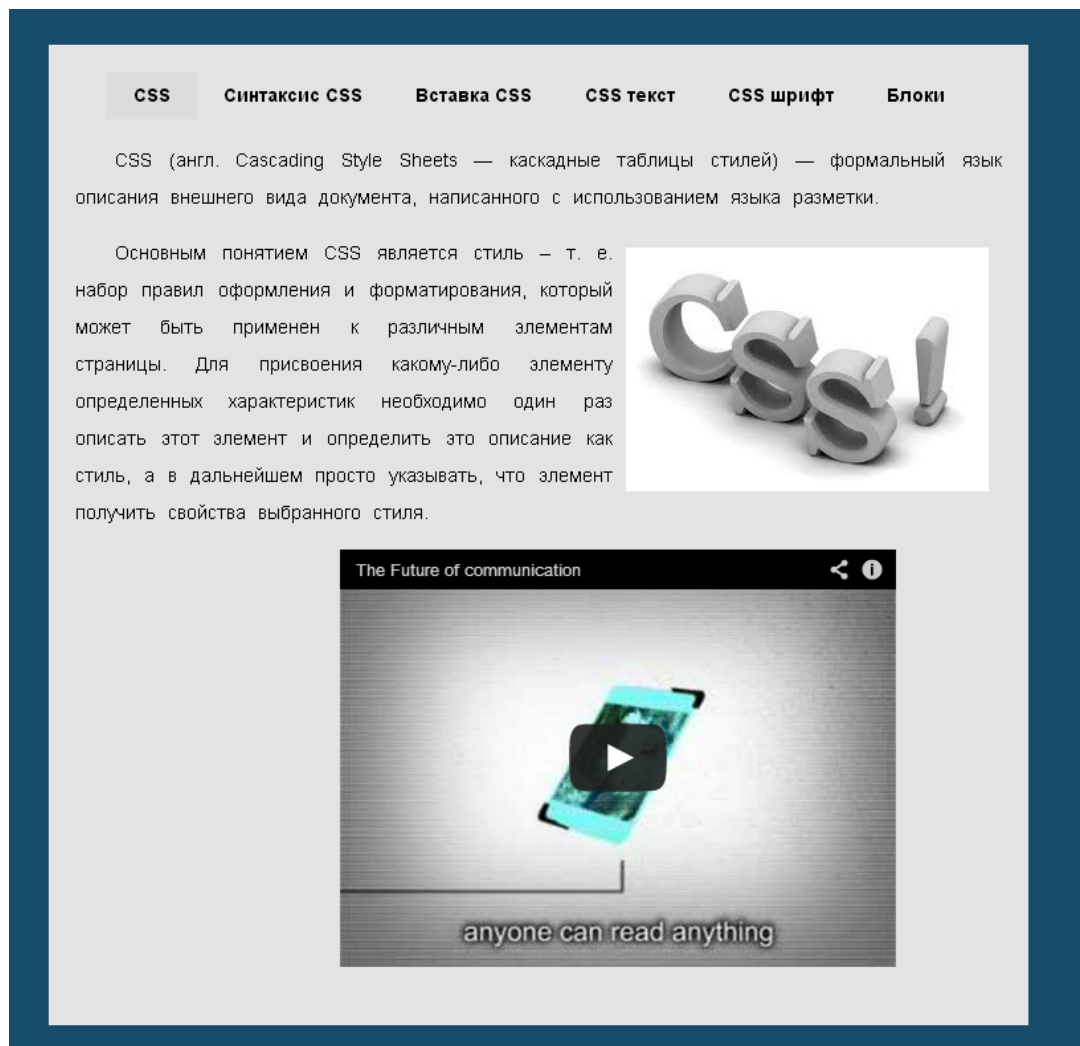 CSS Синтаксис CSS Вставка CSS CSS текст CSS шрифт Блоки
CSS (англ. Cascading Style Sheets — каскадные таблицы стилей) — формальный язык
описания внешнего вида документа, написанного с использованием языка разметки.
Основным понятием CSS является стиль – т. е.
набор правил оформления и форматирования, который
может быть применен к различным элементам
страницы. Для присвоения какому-либо элементу
определенных характеристик необходимо один раз
описать этот элемент и определить это описание как
стиль, а в дальнейшем просто указывать, что элемент
получить свойства выбранного стиля.
CSS!
The Future of communication
anyone can read anything